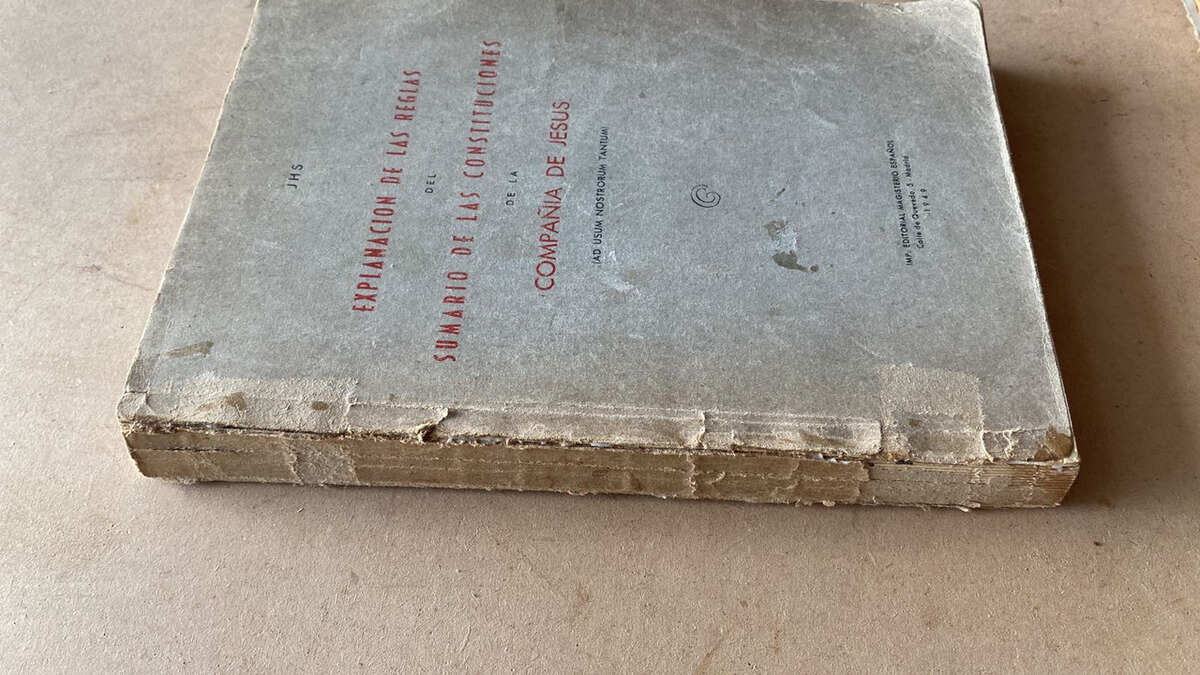 JHS
EXPLANACION DE LAS REGLAS
DEL
SUMARIO DE LAS CONSTITUCIONES
DE LA
COMPAÑIA DE JESUS
(AD USUM NOSTRORUM TANTUM)
IMP. EDITORIAL MAGISTERIO ESPAÑOL
Calle de Quevedo, 5. Madrid
1949